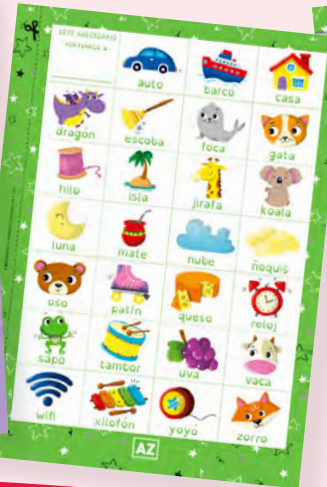 ESTE ABECEDARIO
PERTENECE A
auto barco casa
dragón escoba foca gata
hilo isla jirafa koala
luna mate nube ñoquis
oso patín queso reloj
sapo tambor uva vaca
wifi xilofón yoyó zorro
AZ